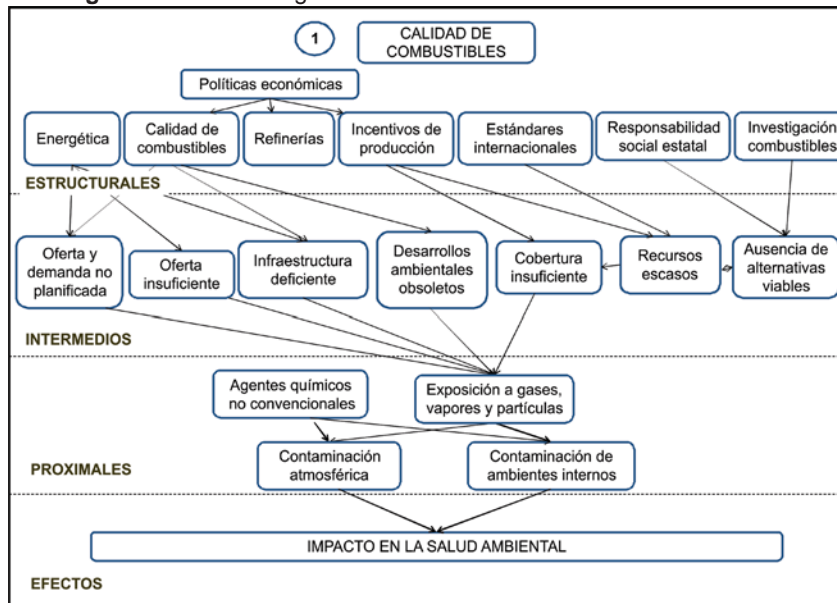 1
CALIDAD DE
COMBUSTIBLES
Políticas económicas
Energética
Calidad de
combustibles
Refinerías
Incentivos de
producción
Estándares
internacionales
Responsabilidad
social estatal
Investigación
combustibles
ESTRUCTURALES
Oferta y
demanda no
planificada
Oferta
insuficiente
Infraestructura
deficiente
Desarrollos
ambientales
obsoletos
Cobertura
insuficiente
Recursos
escasos
Ausencia de
alternativas
viables
INTERMEDIOS
Agentes químicos
no convencionales
Exposición a gases,
vapores y partículas
Contaminación
atmosférica
Contaminación de
ambientes internos
PROXIMALES
IMPACTO EN LA SALUD AMBIENTAL
EFECTOS